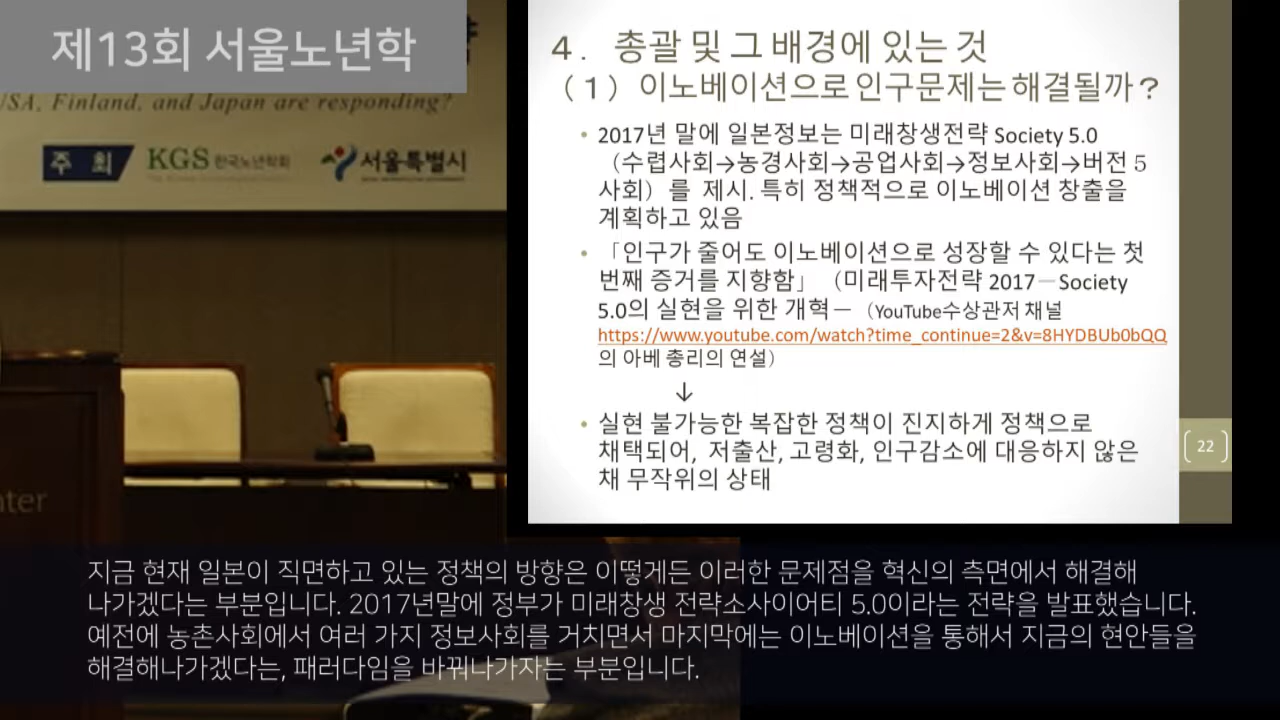 제13회 서울노년학
/SA, Finland, and Japan are responding?
주 최
KGS 한국노년학회
서울특별시
nter
4. 총괄 및 그 배경에 있는 것
(1) 이노베이션으로 인구문제는 해결될까?
• 2017년 말에 일본정보는 미래창생전략 Society 5.0
(수렵사회→농경사회→공업사회→정보사회→버전 5
사회) 를 제시. 특히 정책적으로 이노베이션 창출을
계획하고 있음
• 「인구가 줄어도 이노베이션으로 성장할 수 있다는 첫
번째 증거를 지향함」 (미래투자전략 2017―Society
5.0의 실현을 위한 개혁― (YouTube수상관저 채널
https://www.youtube.com/watch?time_continue=2&v=8HYDBUb0bQQ
의 아베 총리의 연설)
↓
• 실현 불가능한 복잡한 정책이 진지하게 정책으로
채택되어, 저출산, 고령화, 인구감소에 대응하지 않은
채 무작위의 상태
22
지금 현재 일본이 직면하고 있는 정책의 방향은 이떻게든 이러한 문제점을 혁신의 측면에서 해결해
나가겠다는 부분입니다. 2017년말에 정부가 미래창생 전략소사이어티 5.0이라는 전략을 발표했습니다.
예전에 농촌사회에서 여러 가지 정보사회를 거치면서 마지막에는 이노베이션을 통해서 지금의 현안들을
해결해나가겠다는, 패러다임을 바꿔나가자는 부분입니다.